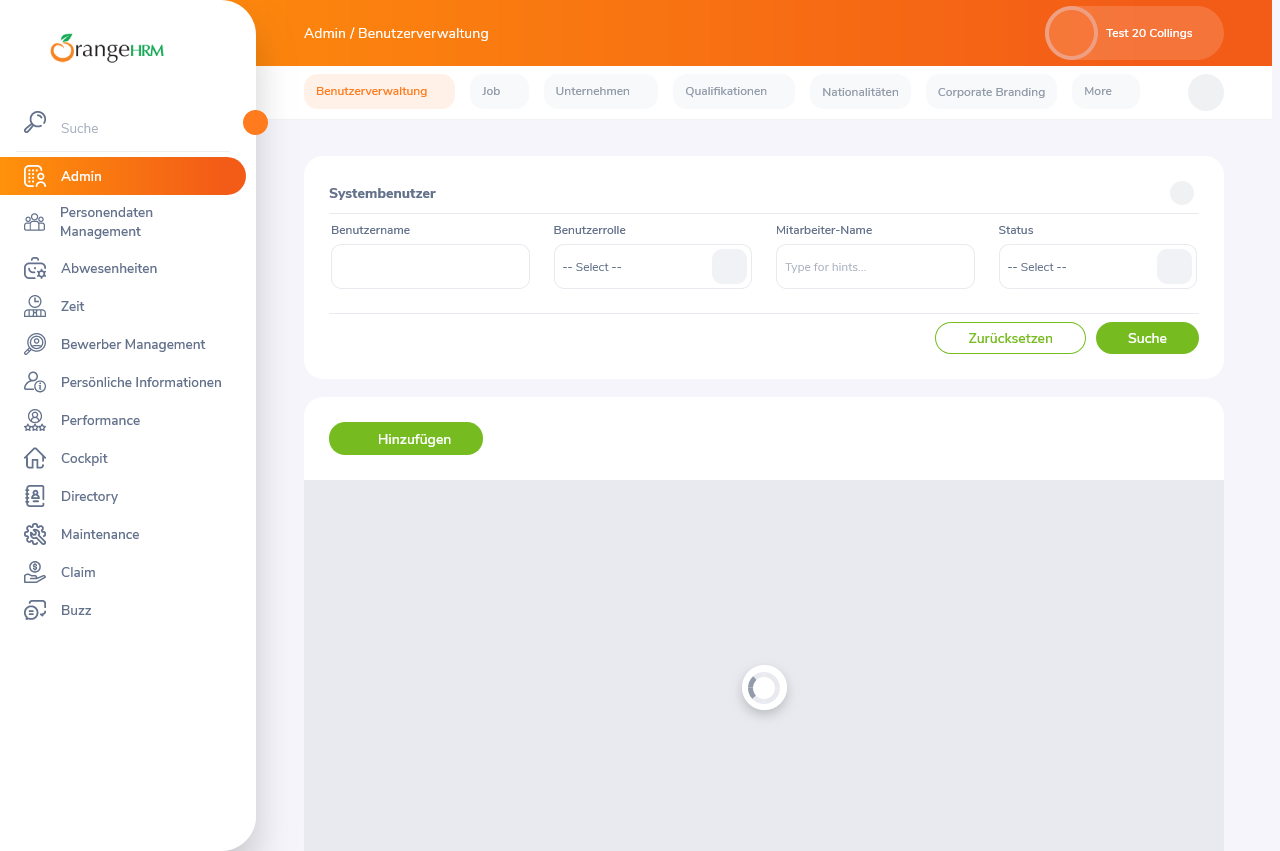 OrangeHRM
Suche
Admin
Personendaten
Management
Abwesenheiten
Zeit
Bewerber Management
Persönliche Informationen
Performance
Cockpit
Directory
Maintenance
Claim
Buzz
Admin / Benutzerverwaltung
Test 20 Collings
Benutzerverwaltung
Job
Unternehmen
Qualifikationen
Nationalitäten
Corporate Branding
More
Systembenutzer
Benutzername
Benutzerrolle
Mitarbeiter-Name
Status
-- Select --
Type for hints...
-- Select --
Zurücksetzen
Suche
Hinzufügen